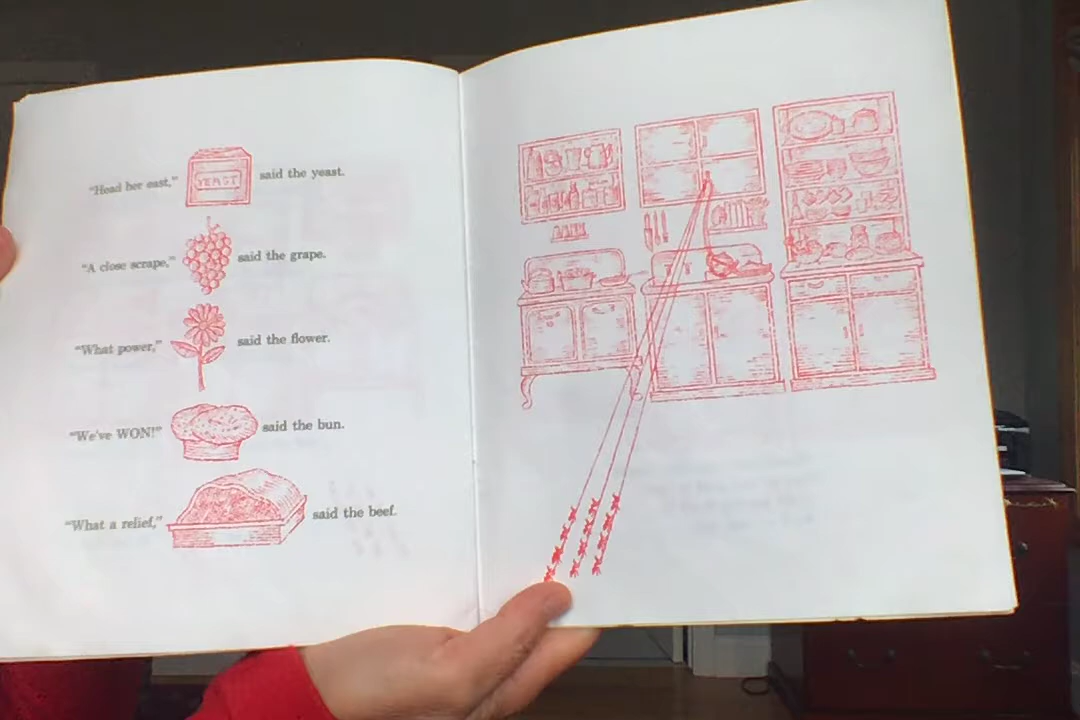 "Head her east," YEAST said the yeast.
"A close scrape," said the grape.
"What power," said the flower.
"We've WON!" said the bun.
"What a relief," said the beef.